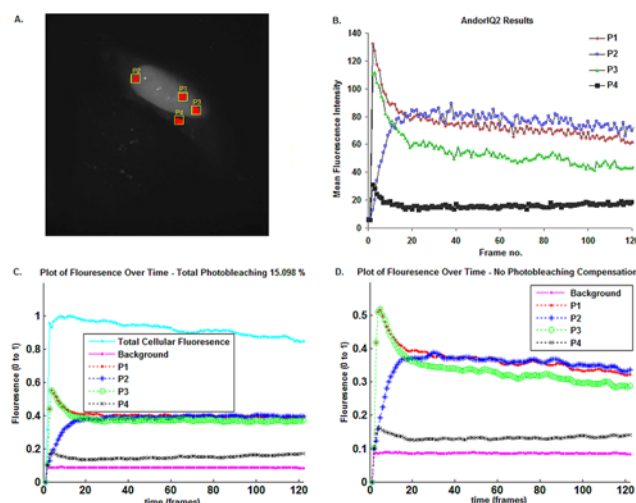 A.
P2
P1
P3
P4
B.
AndorIQ2 Results
Mean Fluorescence Intensity
140
120
100
80
60
40
20
0
0 20 40 60 80 100 120
Frame no.
P1
P2
P3
P4
C.
Plot of Flouresence Over Time - Total Photobleaching 15.098 %
Flouresence (0 to 1)
1
0.8
0.6
0.4
0.2
0
0 20 40 60 80 100 120
time (frames)
Total Cellular Fluoresence
Background
P1
P2
P3
P4
D.
Plot of Flouresence Over Time - No Photobleaching Compensation
Flouresence (0 to 1)
0.5
0.4
0.3
0.2
0.1
0
0 20 40 60 80 100 120
time (frames)
Background
P1
P2
P3
P4